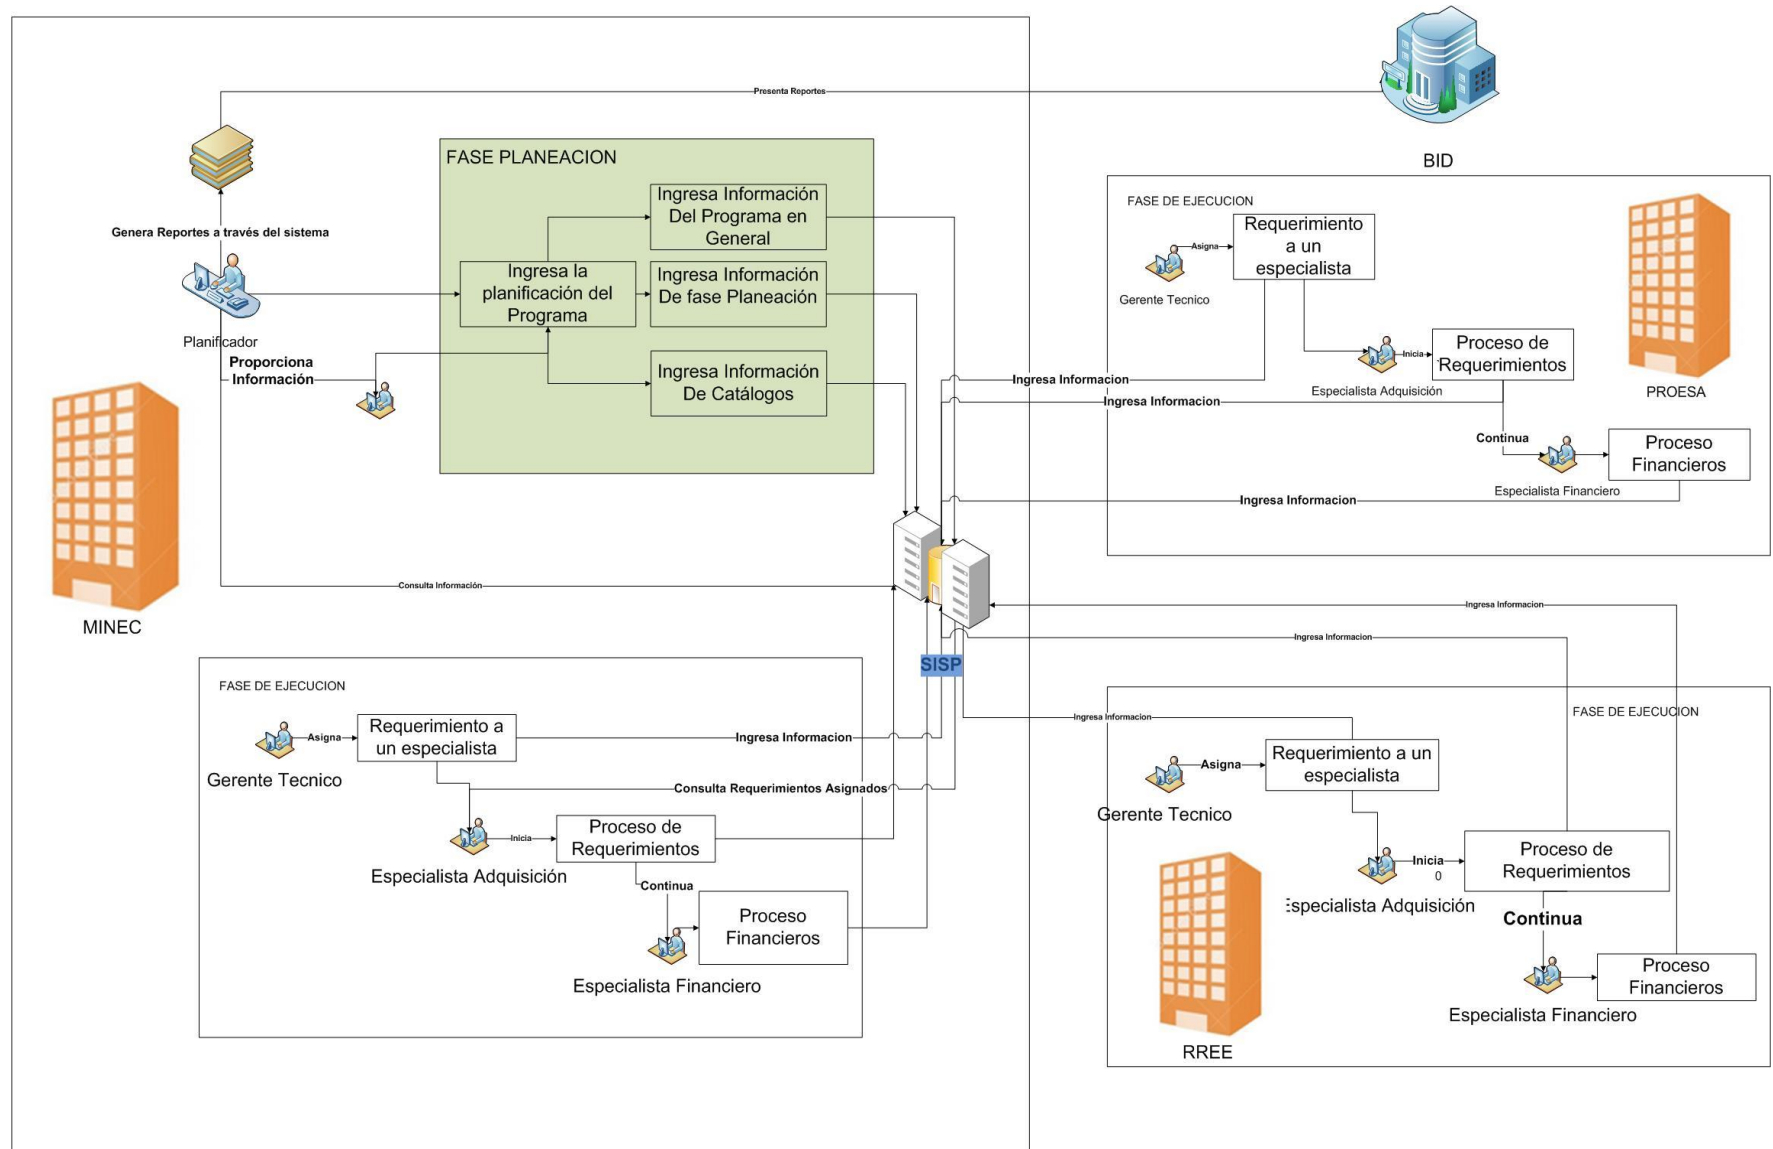 Presenta Reportes
BID
FASE PLANEACION
Ingresa Información
Del Programa en
General
Genera Reportes a través del sistema
Ingresa la
planificación del
Programa
Ingresa Información
De fase Planeación
Planificador
Proporciona
Información
Ingresa Información
De Catálogos
MINEC
Consulta Información
SISP
FASE DE EJECUCION
Requerimiento
a un
especialista
Asigna
Gerente Tecnico
Inicia
Proceso de
Requerimientos
Especialista Adquisición
PROESA
Ingresa Informacion
Ingresa Informacion
Continua
Proceso
Financieros
Especialista Financiero
Ingresa Informacion
FASE DE EJECUCION
Asigna
Requerimiento a
un especialista
Ingresa Informacion
Gerente Tecnico
Consulta Requerimientos Asignados
Inicia
Proceso de
Requerimientos
Especialista Adquisición
Continua
Proceso
Financieros
Especialista Financiero
Ingresa Informacion
Ingresa Informacion
Ingresa Informacion
FASE DE EJECUCION
Asigna
Requerimiento a un
especialista
Gerente Tecnico
Inicia
0
Proceso de
Requerimientos
Especialista Adquisición
Continua
Proceso
Financieros
Especialista Financiero
RREE